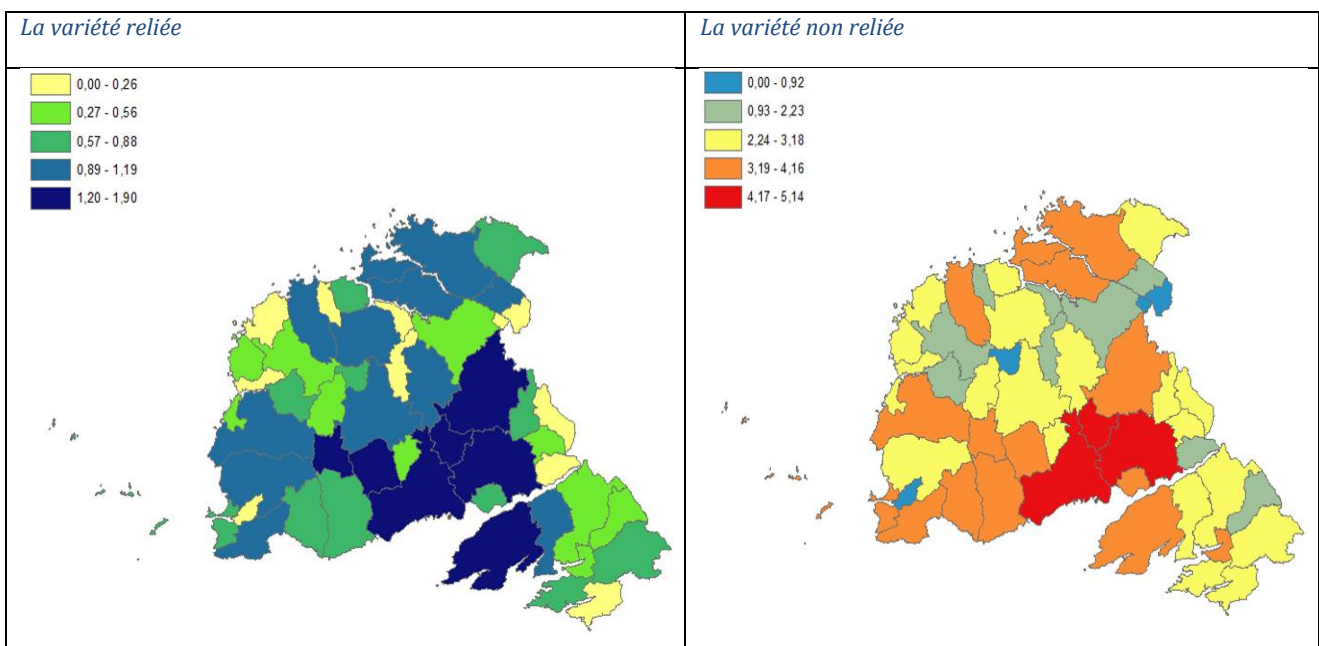 La variété reliée
La variété non reliée
0,00 - 0,26
0,27 - 0,56
0,57 - 0,88
0,89 - 1,19
1,20 - 1,90
0,00 - 0,92
0,93 - 2,23
2,24 - 3,18
3,19 - 4,16
4,17 - 5,14